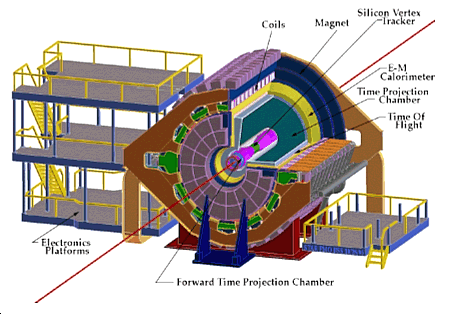 Silicon Vertex
Tracker
Coils
Magnet
E-M
Calorimeter
Time Projection
Chamber
Time Of
Flight
Electronics
Platforms
Forward Time Projection Chamber